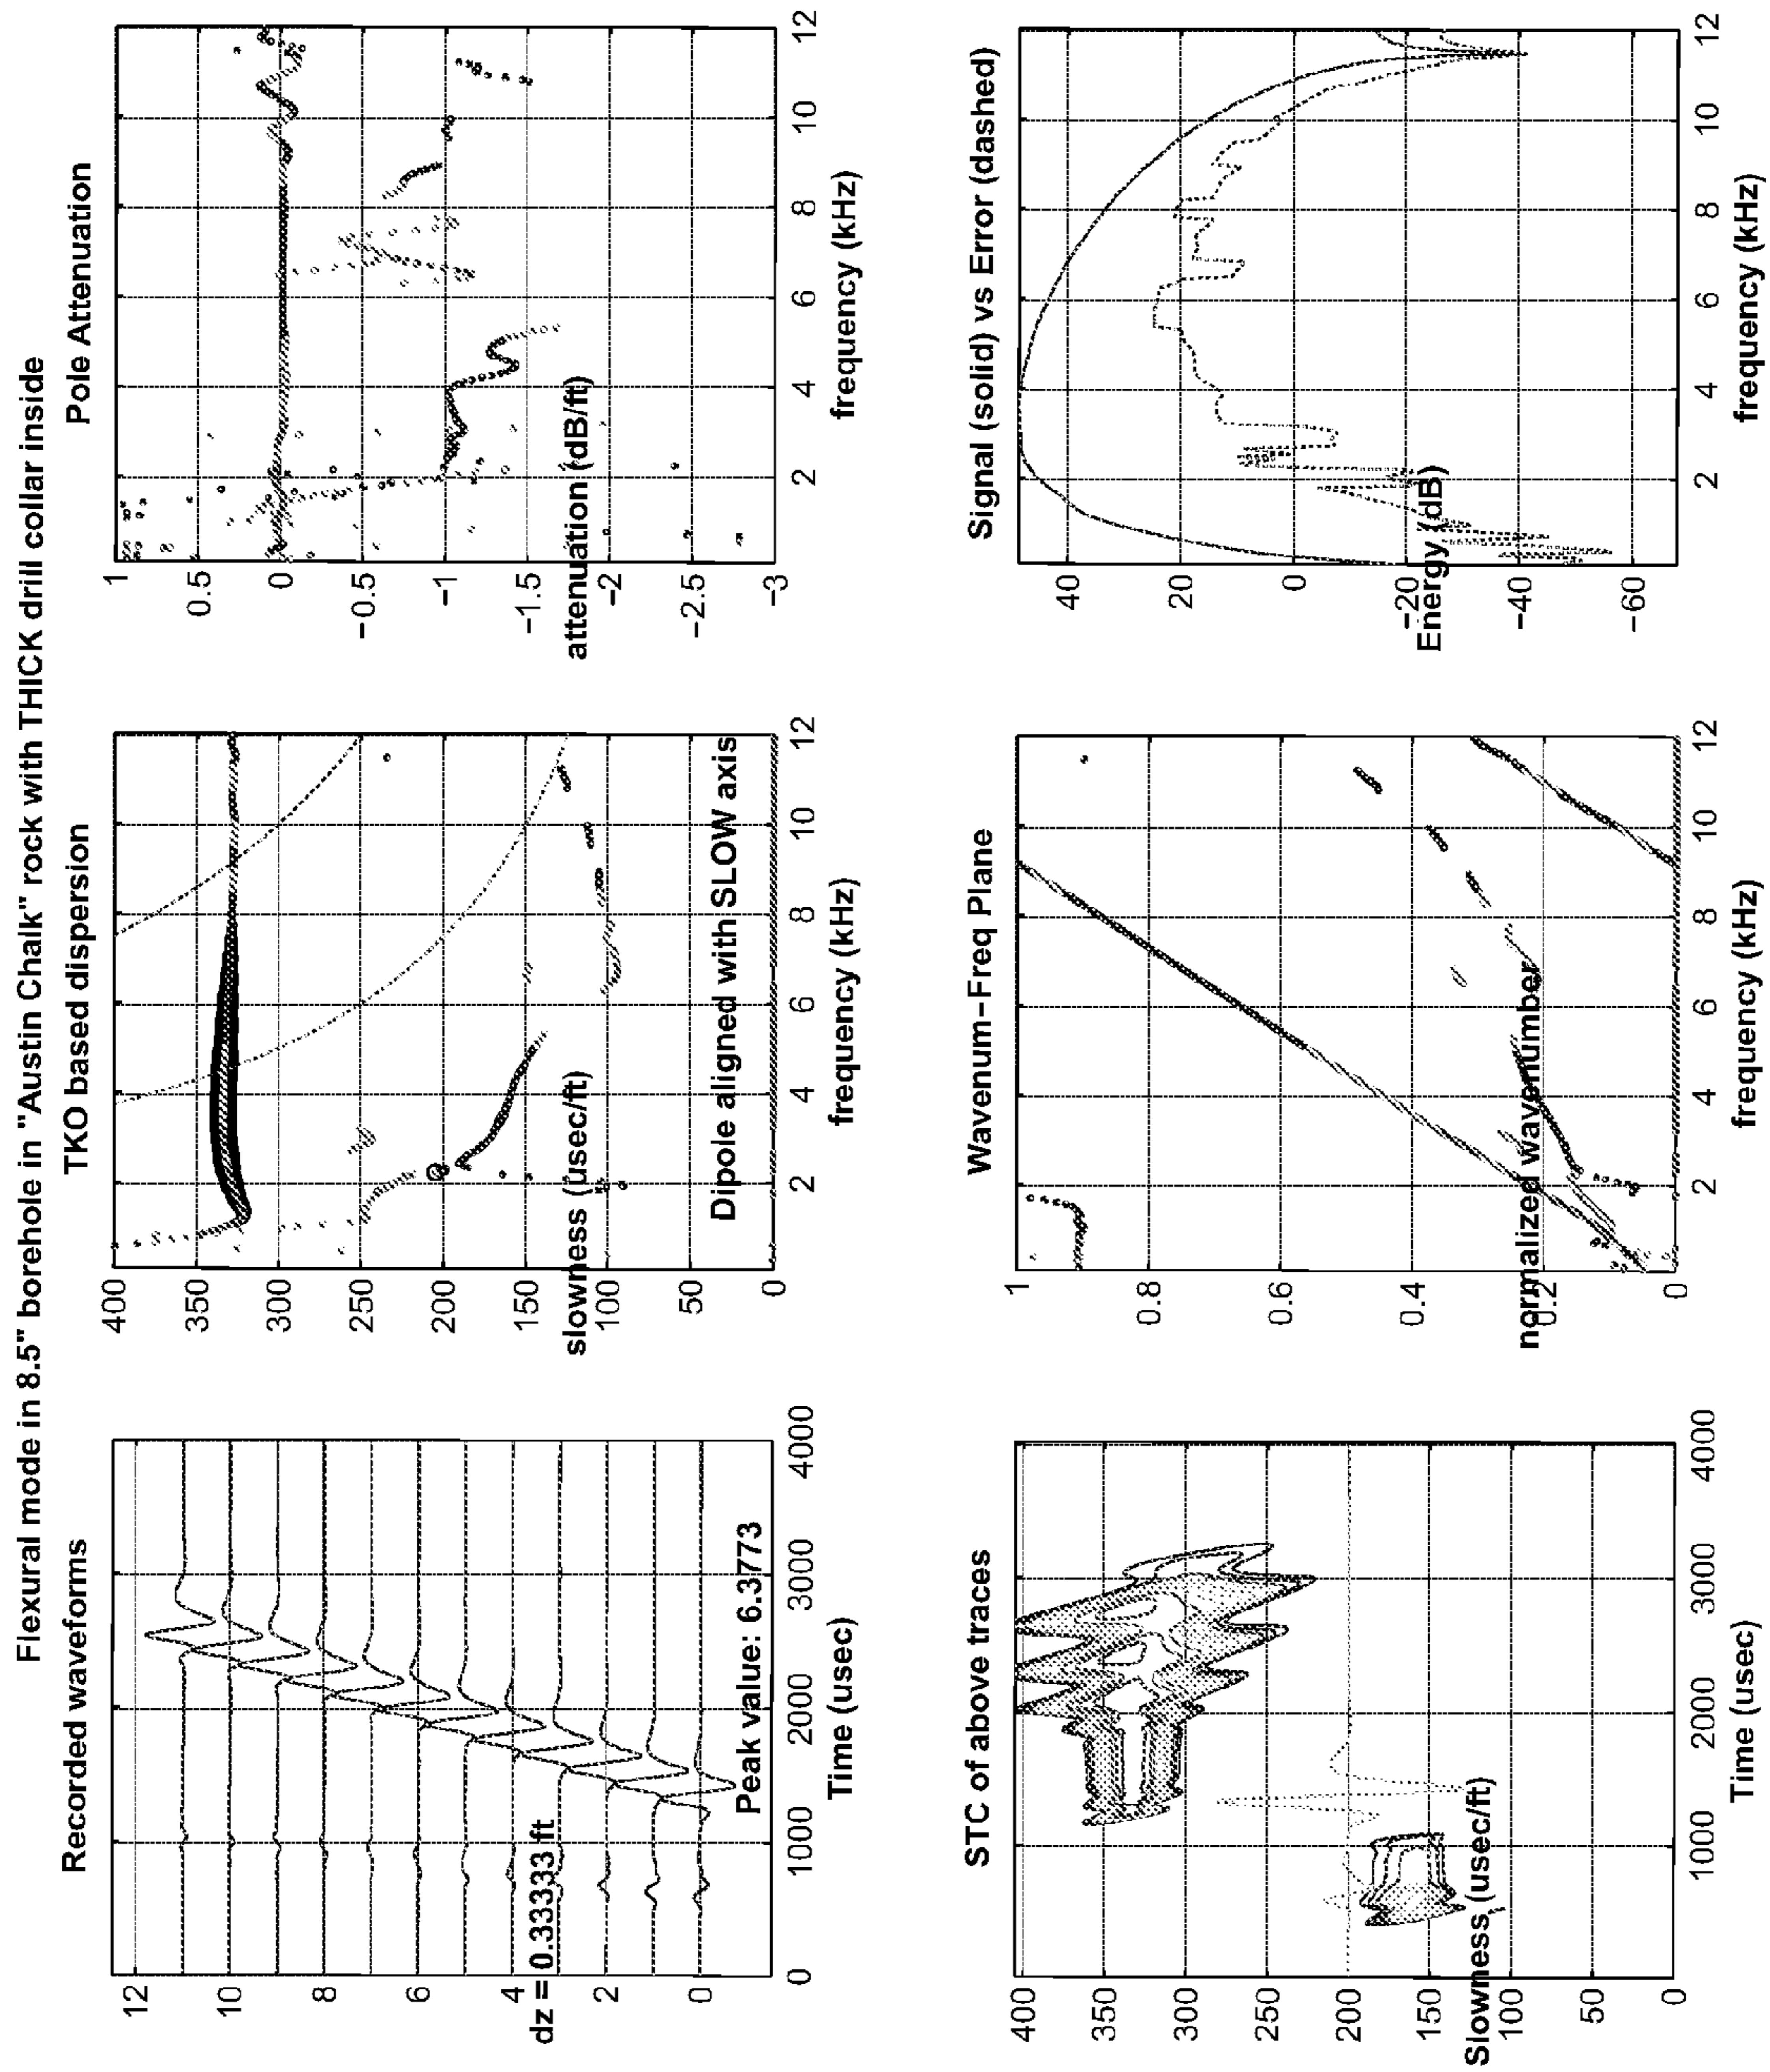 Flexural mode in 8.5" borehole in "Austin Chalk" rock with THICK drill collar inside
Recorded waveforms
12
10
8
6
4
2
0
dz = 0.33333 ft
Peak value: 6.3773
0 1000 2000 3000 4000
Time (usec)
TKO based dispersion
400
350
300
250
200
150
100
50
0
slowness (usec/ft)
Dipole aligned with SLOW axis
2 4 6 8 10 12
frequency (kHz)
Pole Attenuation
1
0.5
0
-0.5
-1
-1.5
-2
-2.5
-3
attenuation (dB/ft)
2 4 6 8 10 12
frequency (kHz)
STC of above traces
400
350
300
250
200
150
100
50
0
Slowness (usec/ft)
1000 2000 3000 4000
Time (usec)
Wavenum-Freq Plane
1
0.8
0.6
0.4
0.2
0
normalized wavenumber
2 4 6 8 10 12
frequency (kHz)
Signal (solid) vs Error (dashed)
40
20
0
-20
-40
-60
Energy (dB)
2 4 6 8 10 12
frequency (kHz)